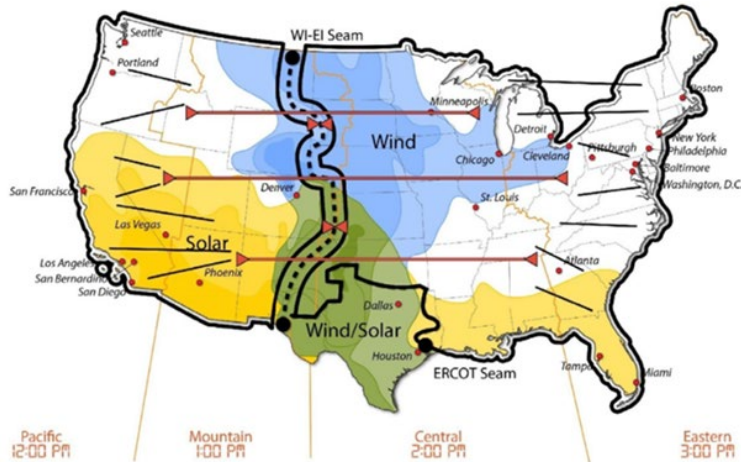 WI-EI Seam
Seattle
Portland
Minneapolis
Boston
Wind
Detroit
New York
Pittsburgh
Philadelphia
Chicago
Cleveland
Baltimore
Washington, D.C
San Francisco
Denver
St. Louis
Las Vegas
Solar
Los Angeles
Phoenix
Atlanta
San Bernardino
San Diego
Dallas
Wind/Solar
Houston
ERCOT Seam
Tampa
Miami
Pacific
12:00 PM
Mountain
1:00 PM
Central
2:00 PM
Eastern
3:00 PM